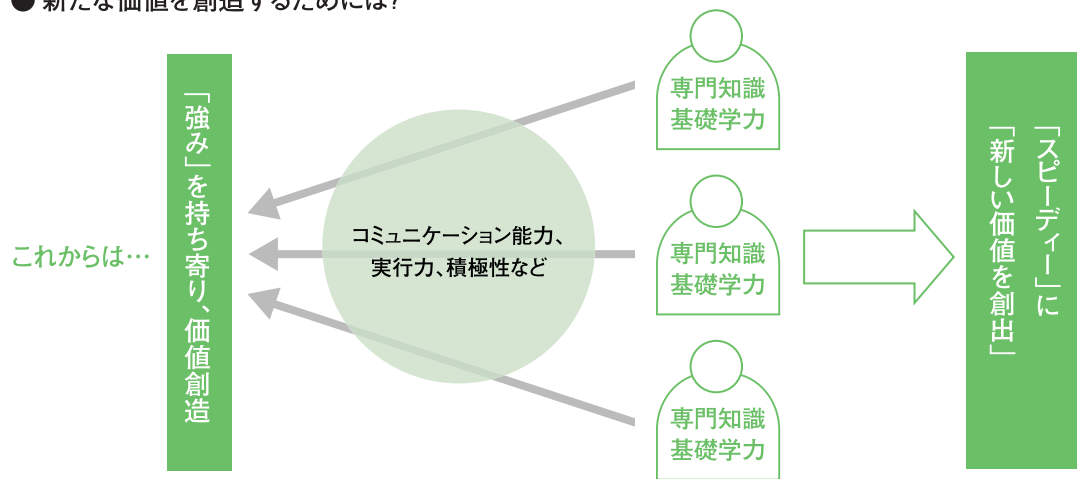 ● 新たな価値を創造するためには?
これからは…
「強み」を持ち寄り、価値創造
コミュニケーション能力、
実行力、積極性など
専門知識
基礎学力
専門知識
基礎学力
専門知識
基礎学力
「スピーディー」に
「新しい価値を創出」